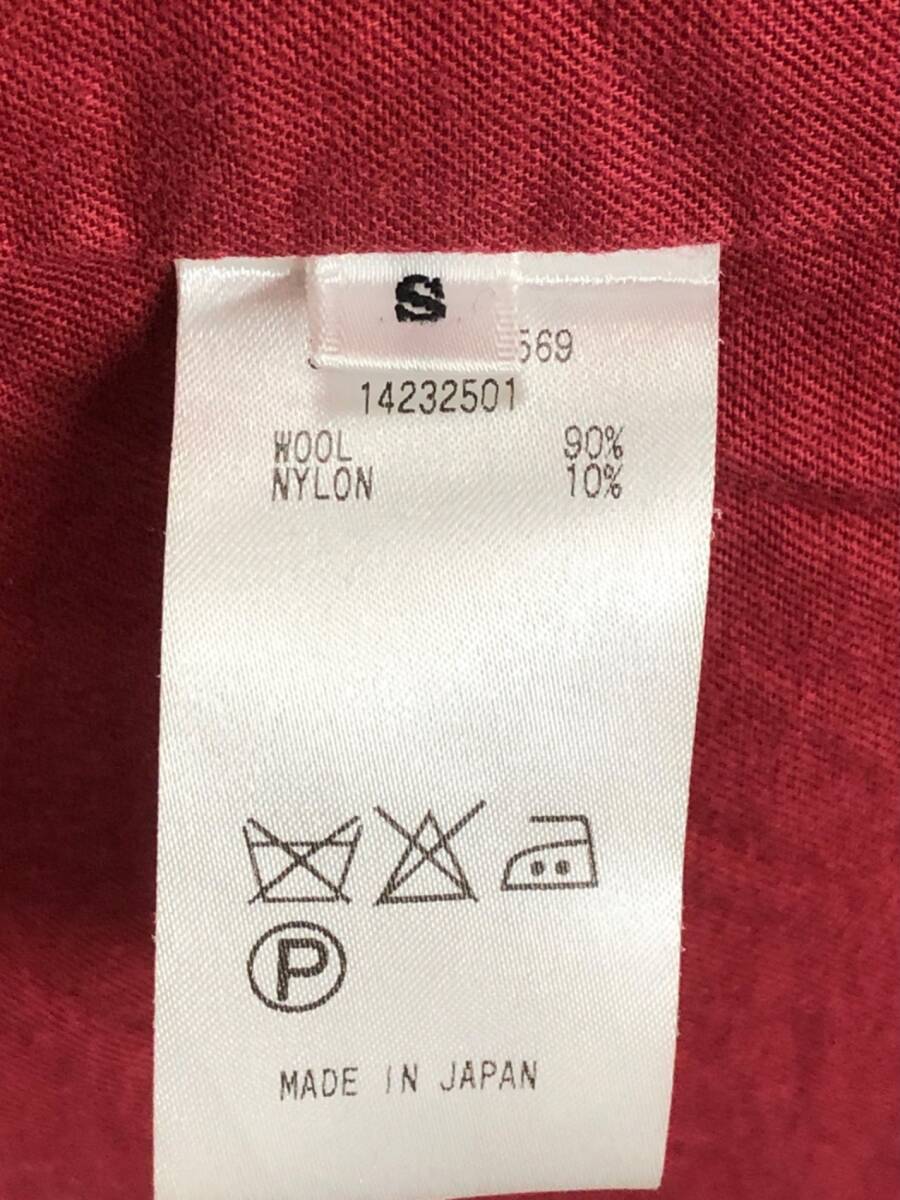 S
569
14232501
WOOL 90%
NYLON 10%
P
MADE IN JAPAN